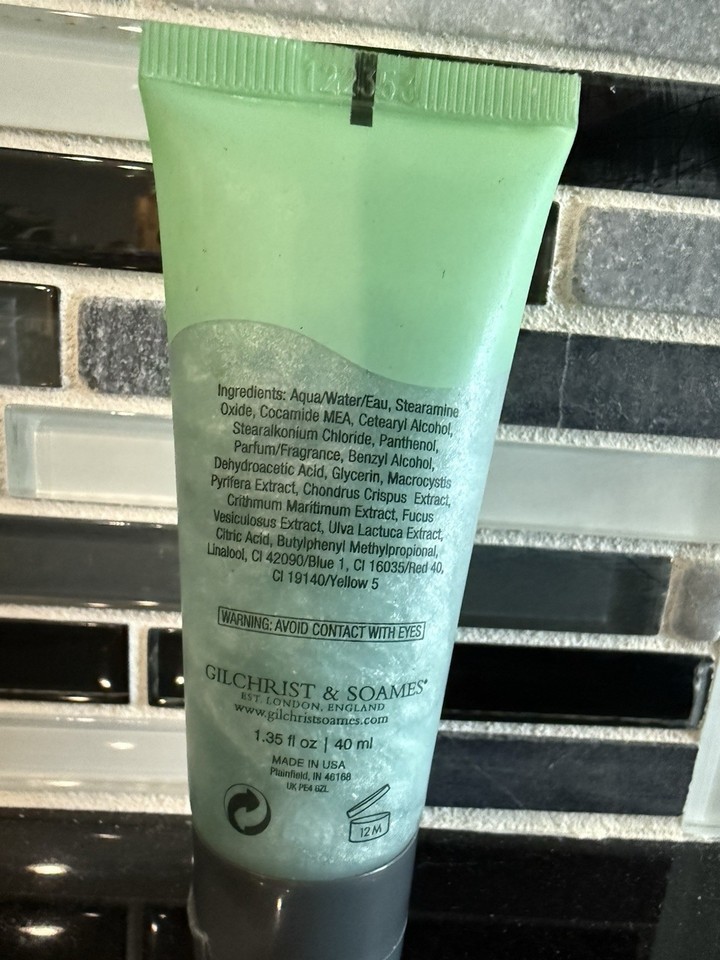 122353
Ingredients: Aqua/Water/Eau, Stearamine
Oxide, Cocamide MEA, Cetearyl Alcohol,
Stearalkonium Chloride, Panthenol,
Parfum/Fragrance, Benzyl Alcohol,
Dehydroacetic Acid, Glycerin, Macrocystis
Pyrifera Extract, Chondrus Crispus Extract,
Crithmum Maritimum Extract, Fucus
Vesiculosus Extract, Ulva Lactuca Extract,
Citric Acid, Butylphenyl Methylpropional,
Linalool, CI 42090/Blue 1, CI 16035/Red 40,
CI 19140/Yellow 5
WARNING: AVOID CONTACT WITH EYES
GILCHRIST & SOAMES®
EST. LONDON, ENGLAND
www.gilchristsoames.com
1.35 fl oz | 40 ml
MADE IN USA
Plainfield, IN 46168
UK PE4 6ZL
12M